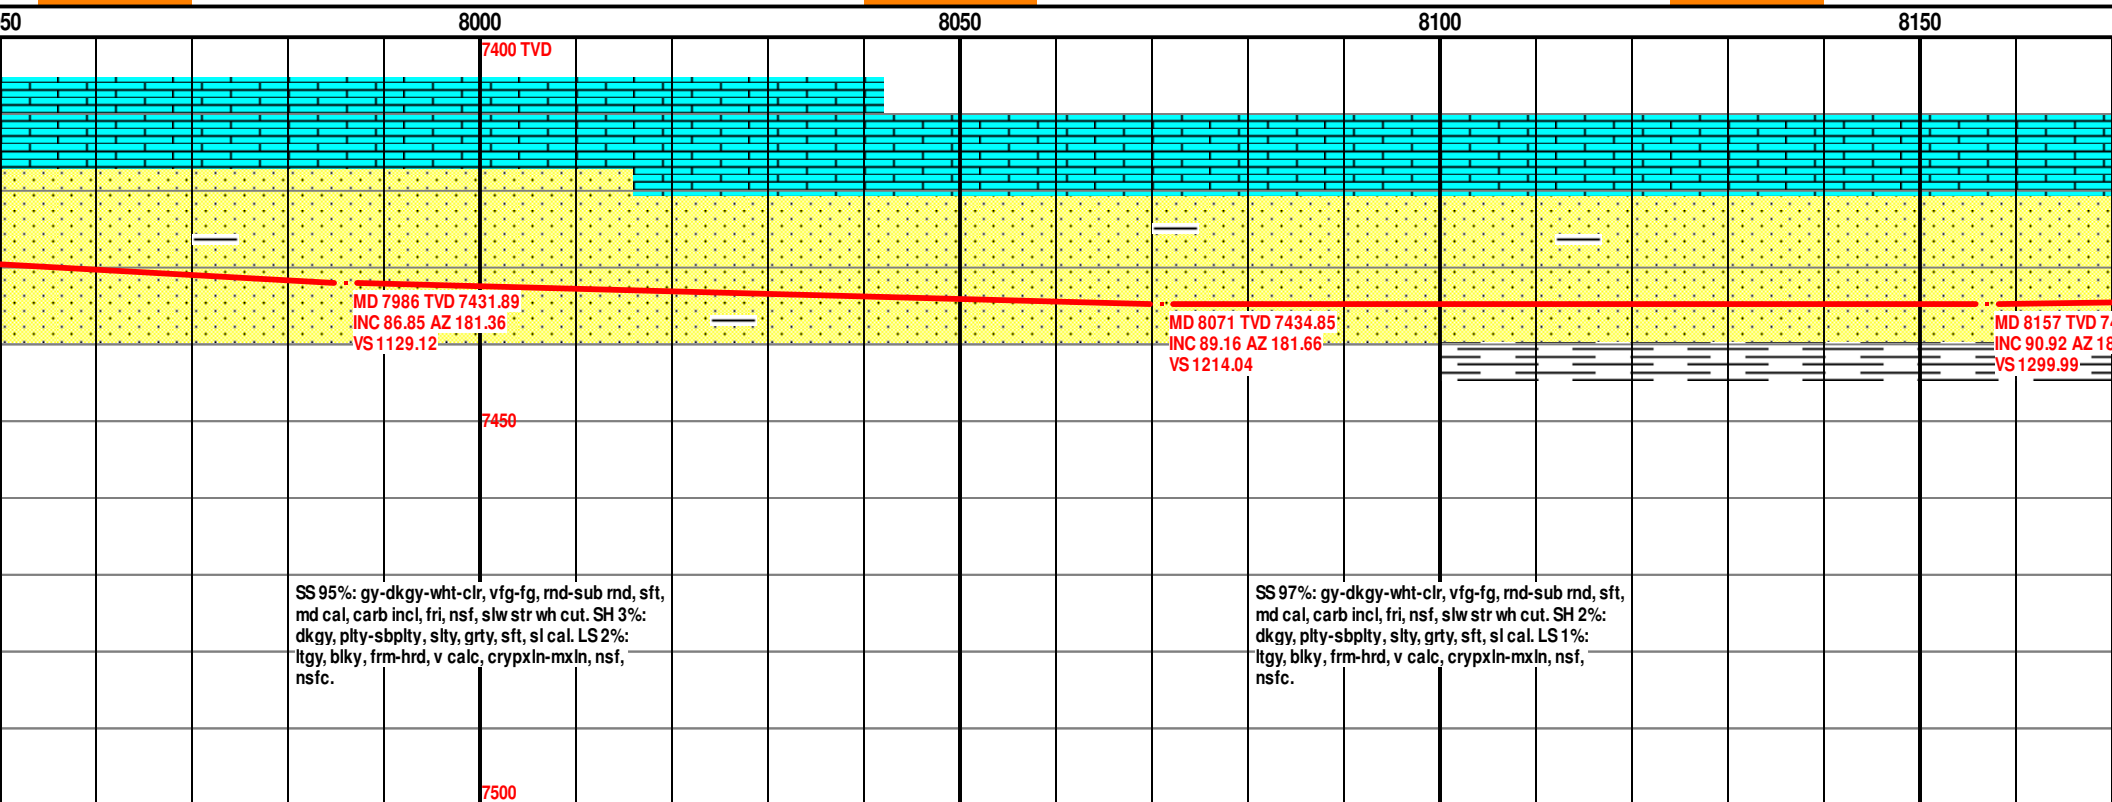 50 8000 8050 8100 8150
7400 TVD
MD 7986 TVD 7431.89
INC 86.85 AZ 181.36
VS 1129.12
MD 8071 TVD 7434.85
INC 89.16 AZ 181.66
VS 1214.04
MD 8157 TVD 74
INC 90.92 AZ 18
VS 1299.99
7450
SS 95%: gy-dkgy-wht-clr, vfg-fg, rnd-sub rnd, sft,
md cal, carb incl, fri, nsf, slw str wh cut. SH 3%:
dkgy, plty-sbplty, slty, grty, sft, sl cal. LS 2%:
ltgy, blky, frm-hrd, v calc, crypxln-mxln, nsf,
nsfc.
SS 97%: gy-dkgy-wht-clr, vfg-fg, rnd-sub rnd, sft,
md cal, carb incl, fri, nsf, slw str wh cut. SH 2%:
dkgy, plty-sbplty, slty, grty, sft, sl cal. LS 1%:
ltgy, blky, frm-hrd, v calc, crypxln-mxln, nsf,
nsfc.
7500